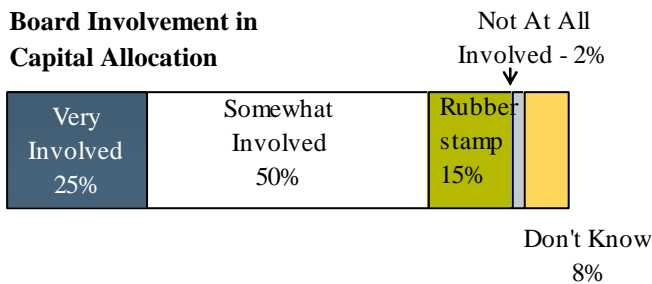 Board Involvement in
Capital Allocation
Not At All
Involved - 2%
Very
Involved
25%
Somewhat
Involved
50%
Rubber
stamp
15%
Don't Know
8%